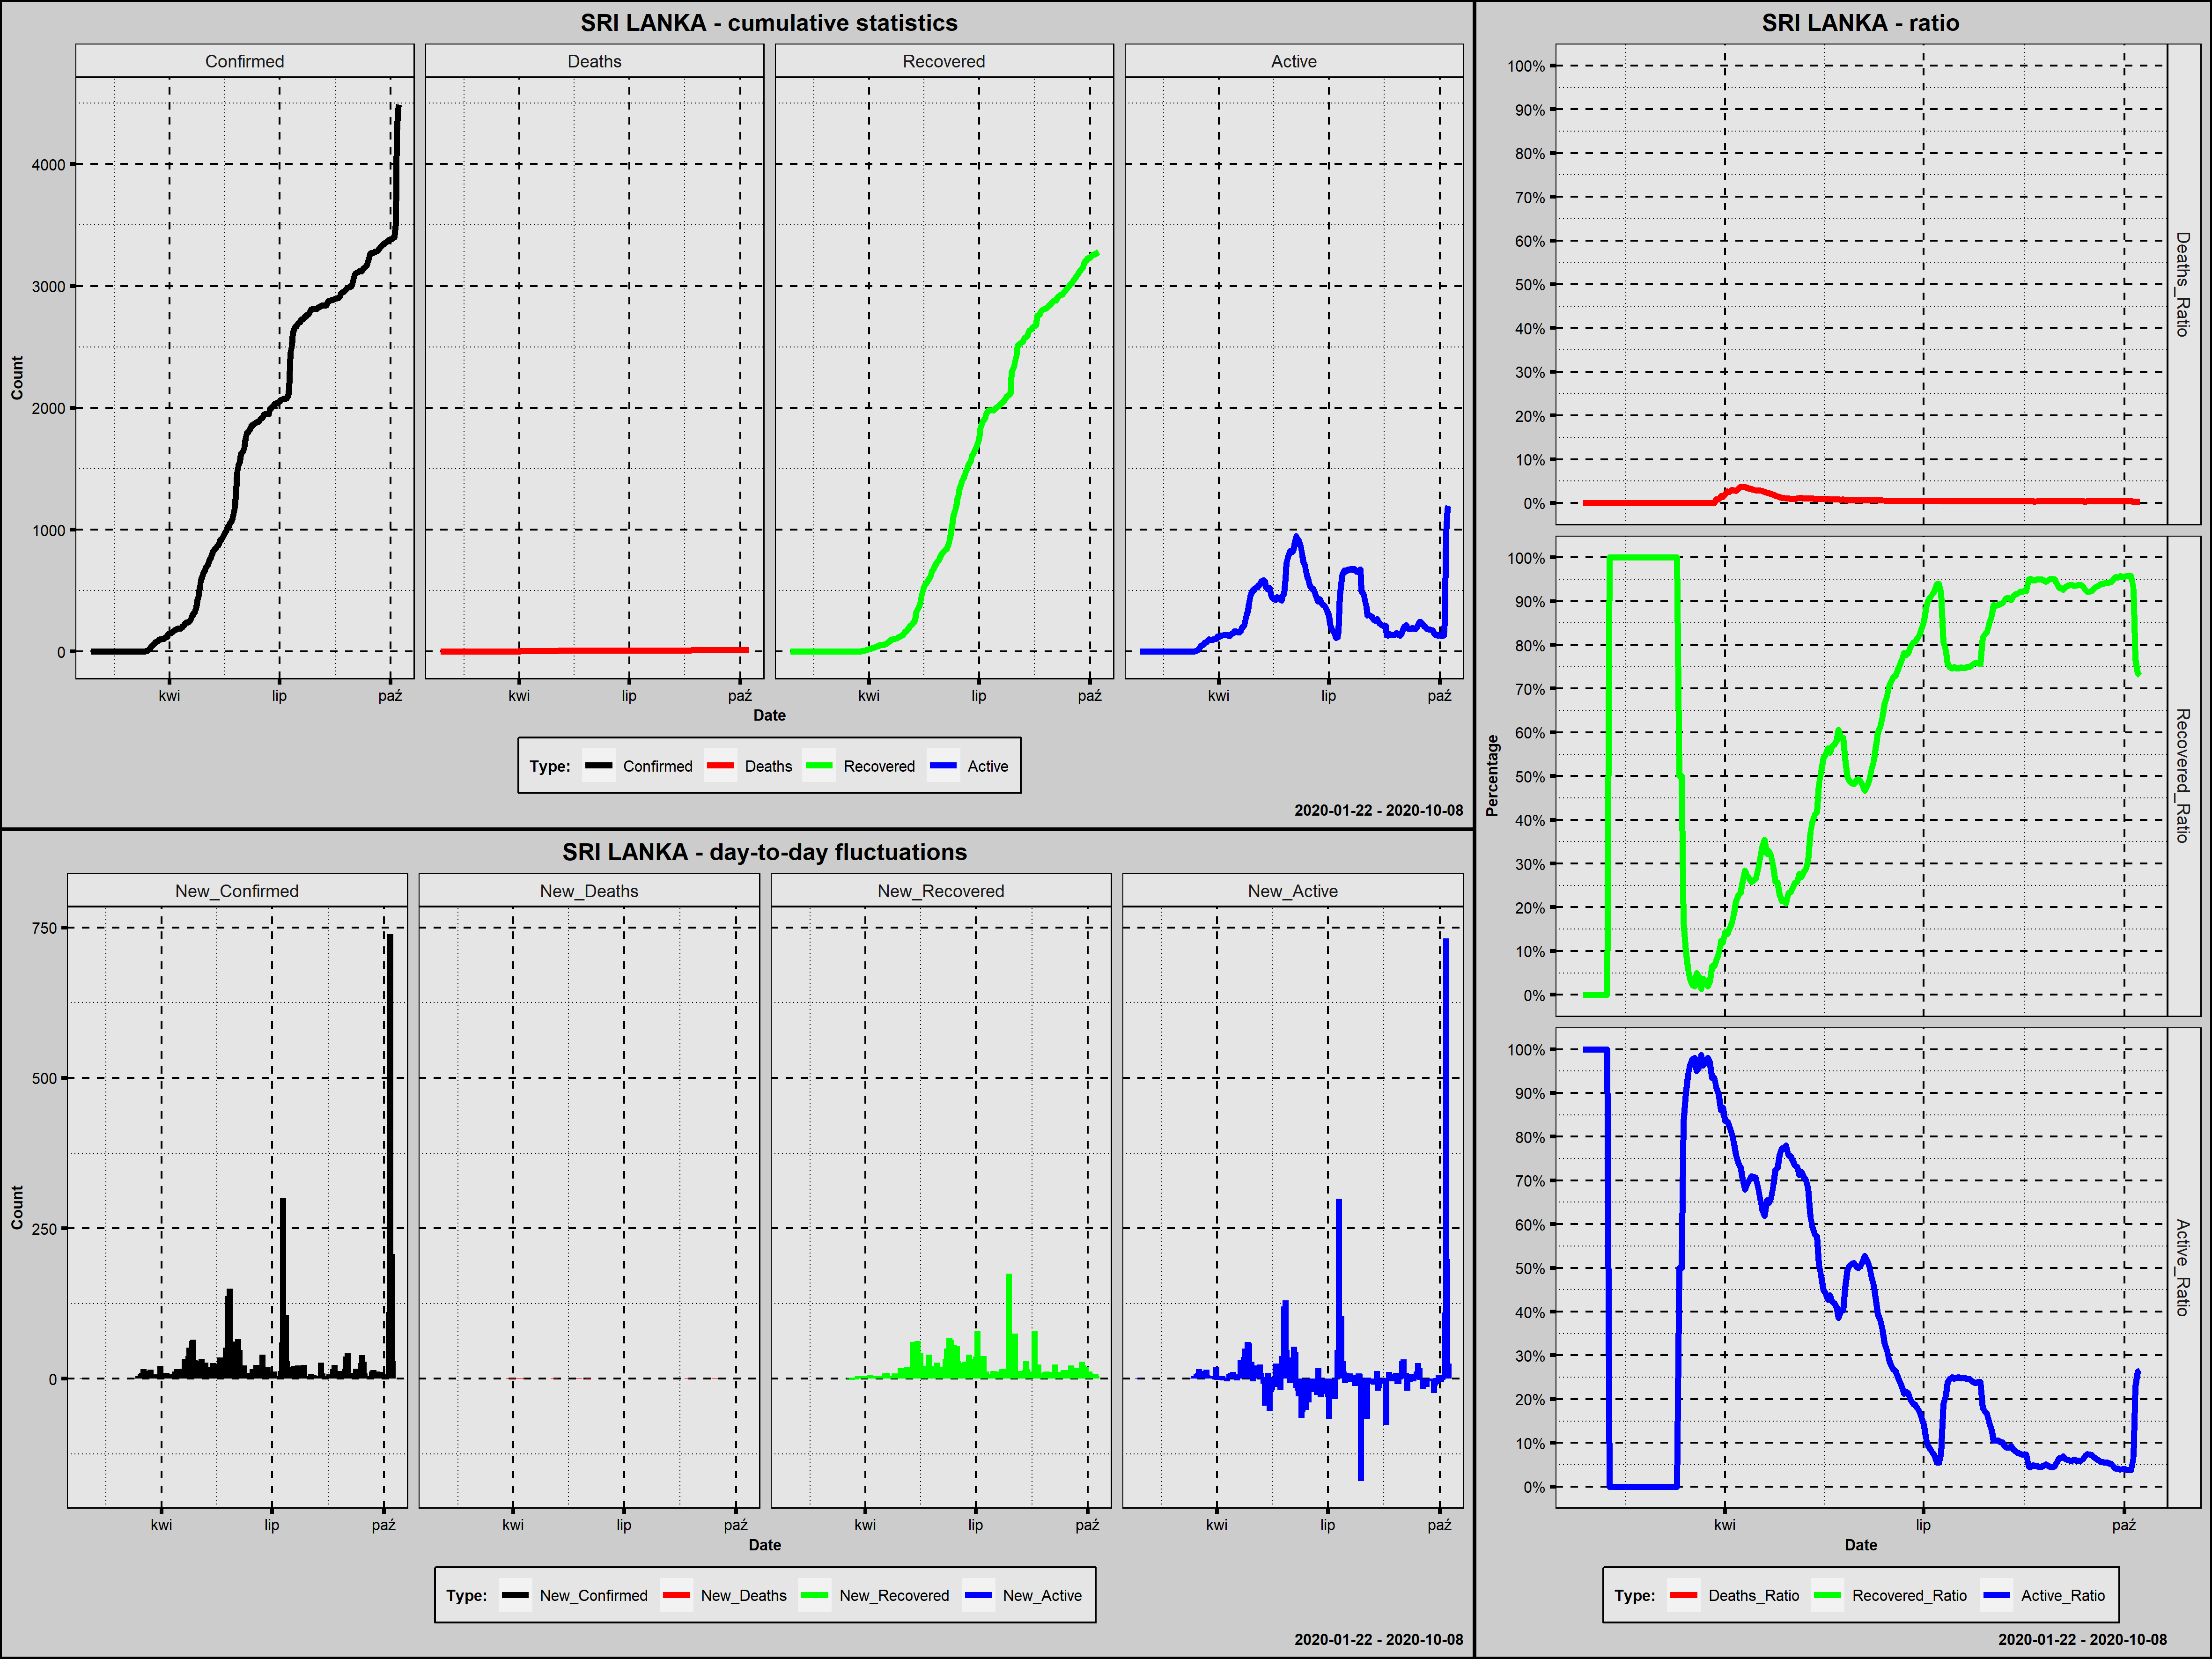 SRI LANKA - cumulative statistics
Confirmed Deaths Recovered Active
Count
4000
3000
2000
1000
0
kwi lip paź kwi lip paź kwi lip paź kwi lip paź
Date
Type: Confirmed Deaths Recovered Active
2020-01-22 - 2020-10-08
SRI LANKA - day-to-day fluctuations
New_Confirmed New_Deaths New_Recovered New_Active
Count
750
500
250
0
kwi lip paź kwi lip paź kwi lip paź kwi lip paź
Date
Type: New_Confirmed New_Deaths New_Recovered New_Active
2020-01-22 - 2020-10-08
SRI LANKA - ratio
Percentage
100%
90%
80%
70%
60%
50%
40%
30%
20%
10%
0%
Deaths_Ratio
100%
90%
80%
70%
60%
50%
40%
30%
20%
10%
0%
Recovered_Ratio
100%
90%
80%
70%
60%
50%
40%
30%
20%
10%
0%
Active_Ratio
kwi lip paź
Date
Type: Deaths_Ratio Recovered_Ratio Active_Ratio
2020-01-22 - 2020-10-08